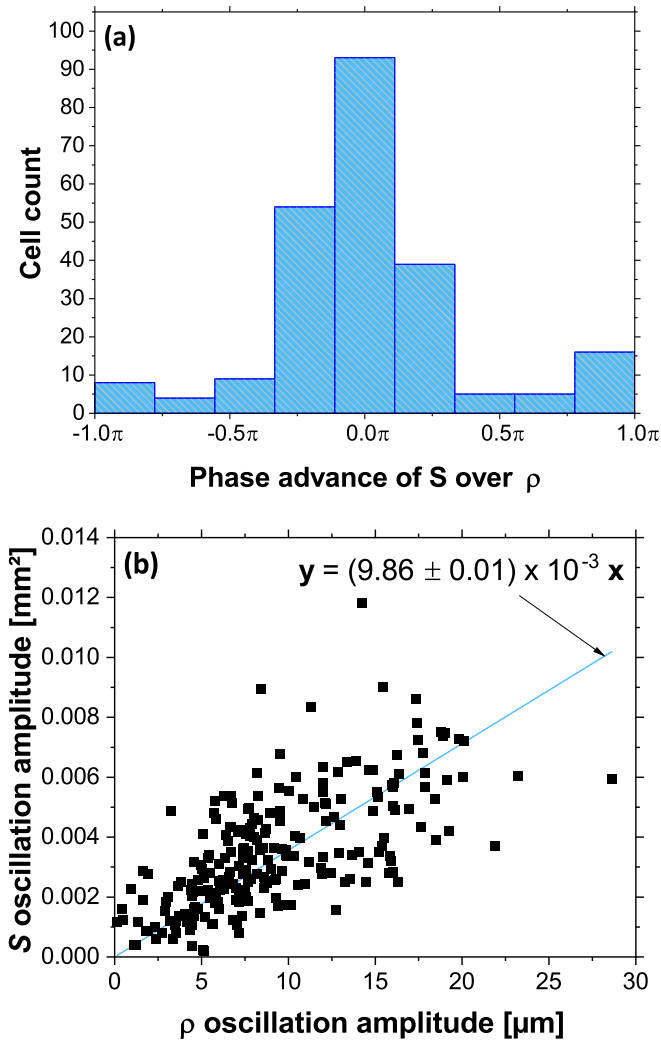 (a)
100
90
80
70
60
50
40
30
20
10
0
Cell count
-1.0π -0.5π 0.0π 0.5π 1.0π
Phase advance of S over ρ
(b)
y = (9.86 ± 0.01) x 10⁻³ x
0.014
0.012
0.010
0.008
0.006
0.004
0.002
0.000
S oscillation amplitude [mm²]
0 5 10 15 20 25 30
ρ oscillation amplitude [µm]